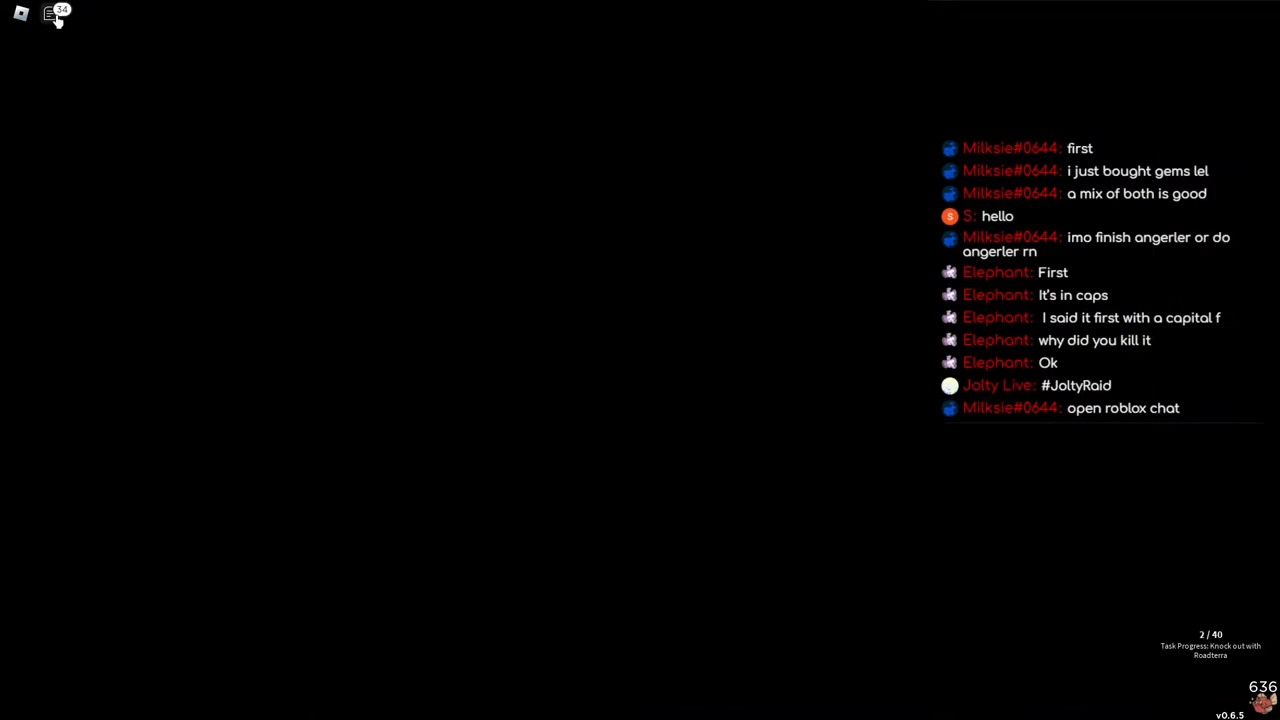 34
Milksie#0644: first
Milksie#0644: i just bought gems lel
Milksie#0644: a mix of both is good
S S: hello
Milksie#0644: imo finish angerler or do
angerler rn
Elephant: First
Elephant: It's in caps
Elephant: I said it first with a capital f
Elephant: why did you kill it
Elephant: Ok
Jolty Live: #JoltyRaid
Milksie#0644: open roblox chat
2 / 40
Task Progress: Knock out with
Roadterra
636
v0.6.5